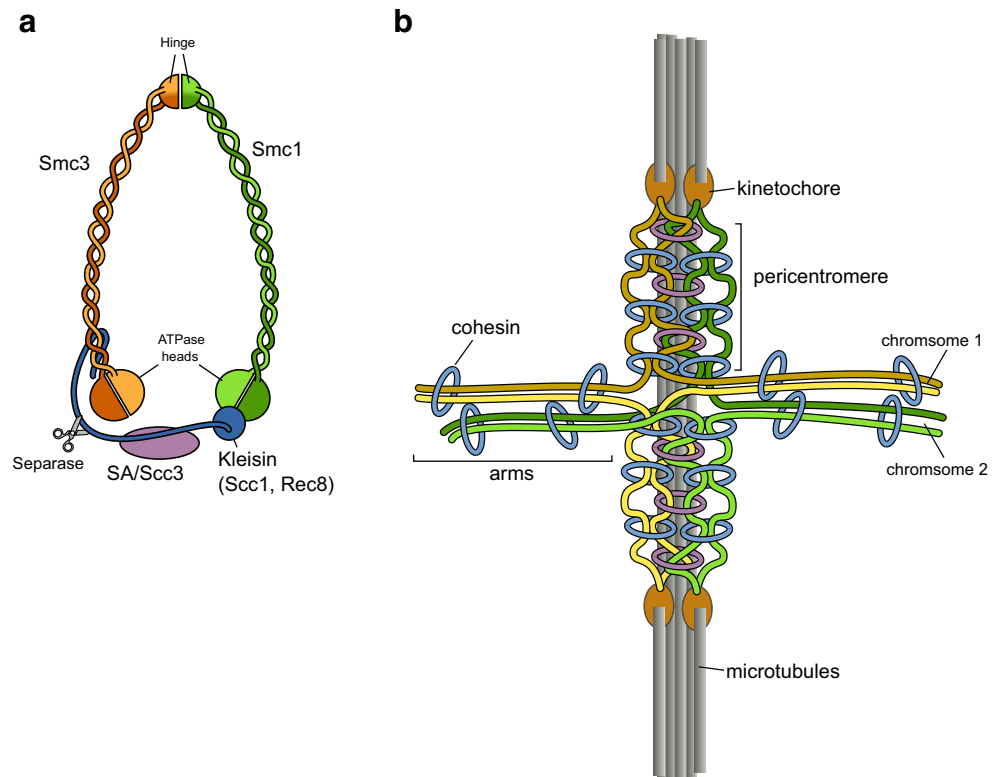 a
Hinge
Smc3
Smc1
ATPase
heads
Separase
SA/Scc3
Kleisin
(Scc1, Rec8)
b
kinetochore
pericentromere
cohesin
chromsome 1
arms
chromsome 2
microtubules